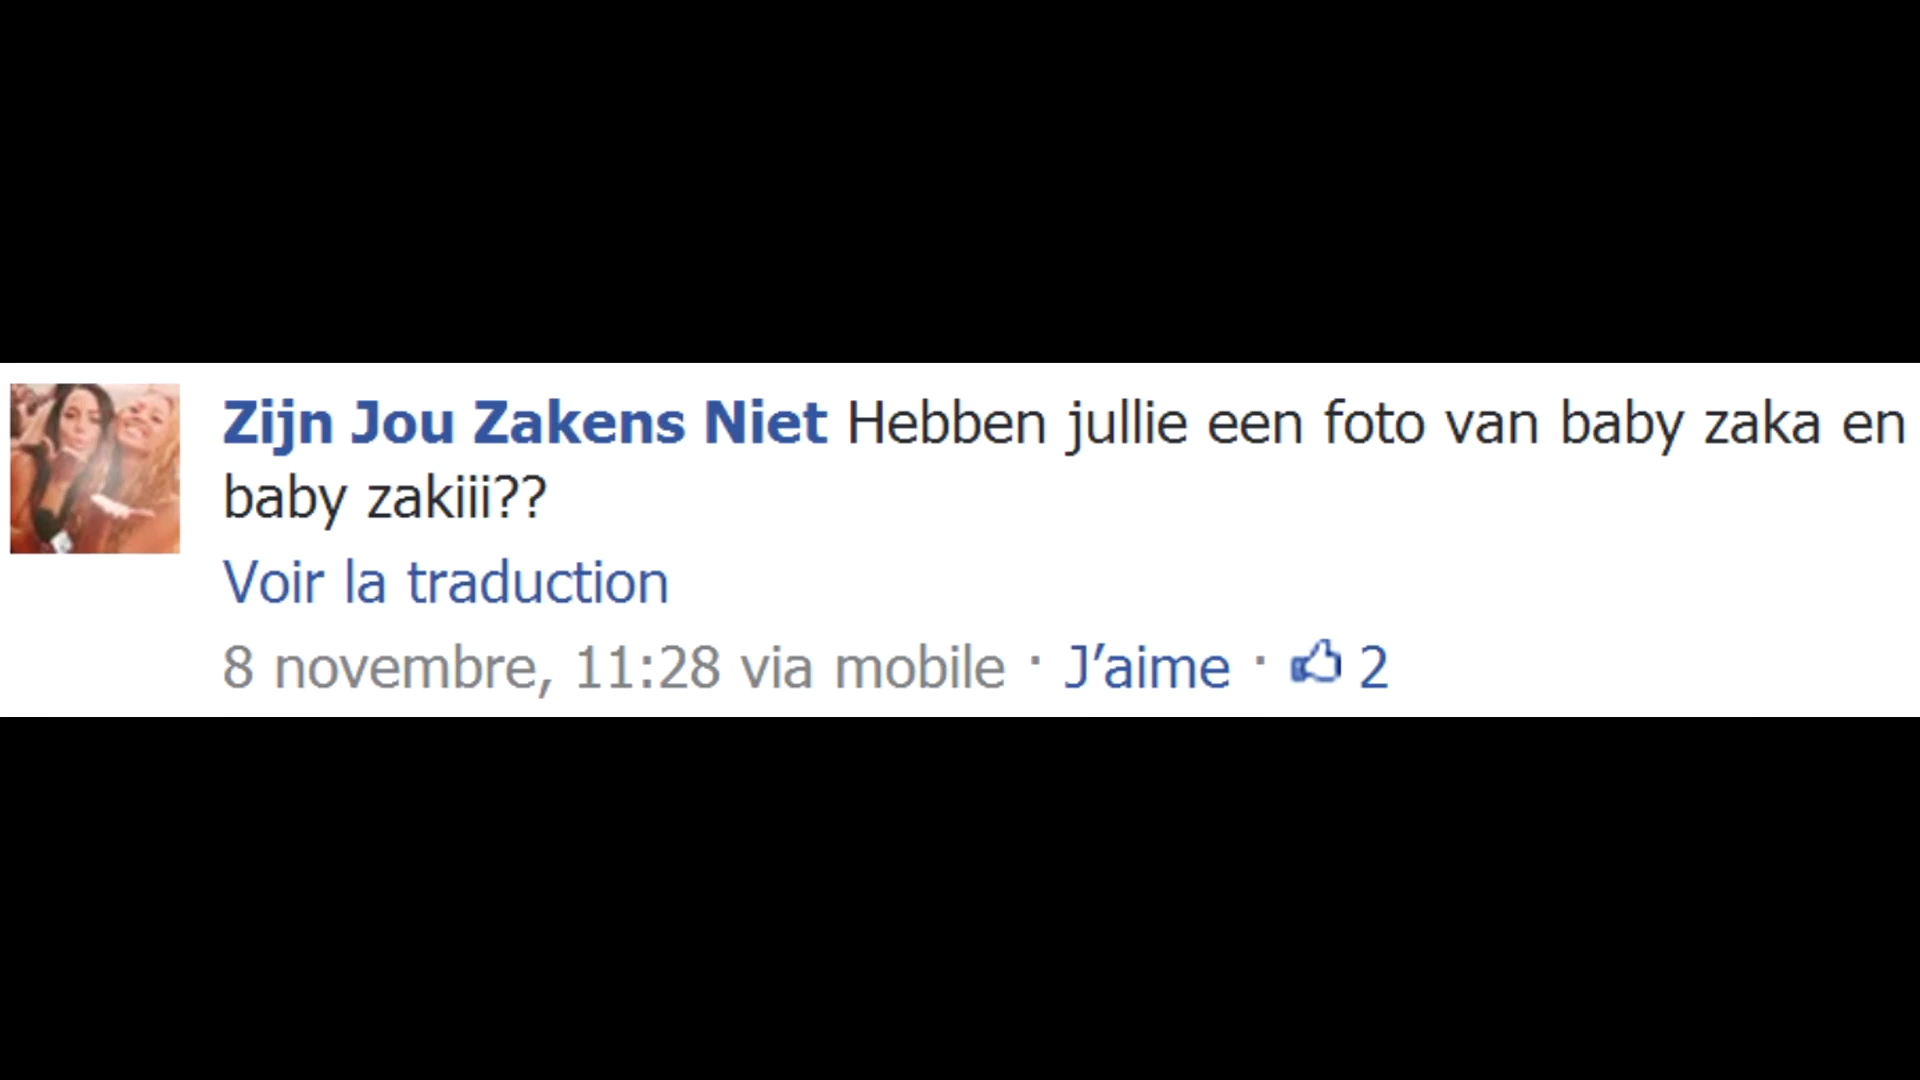 Zijn Jou Zakens Niet Hebben jullie een foto van baby zaka en
baby zakiii??
Voir la traduction
8 novembre, 11:28 via mobile · J’aime · 2